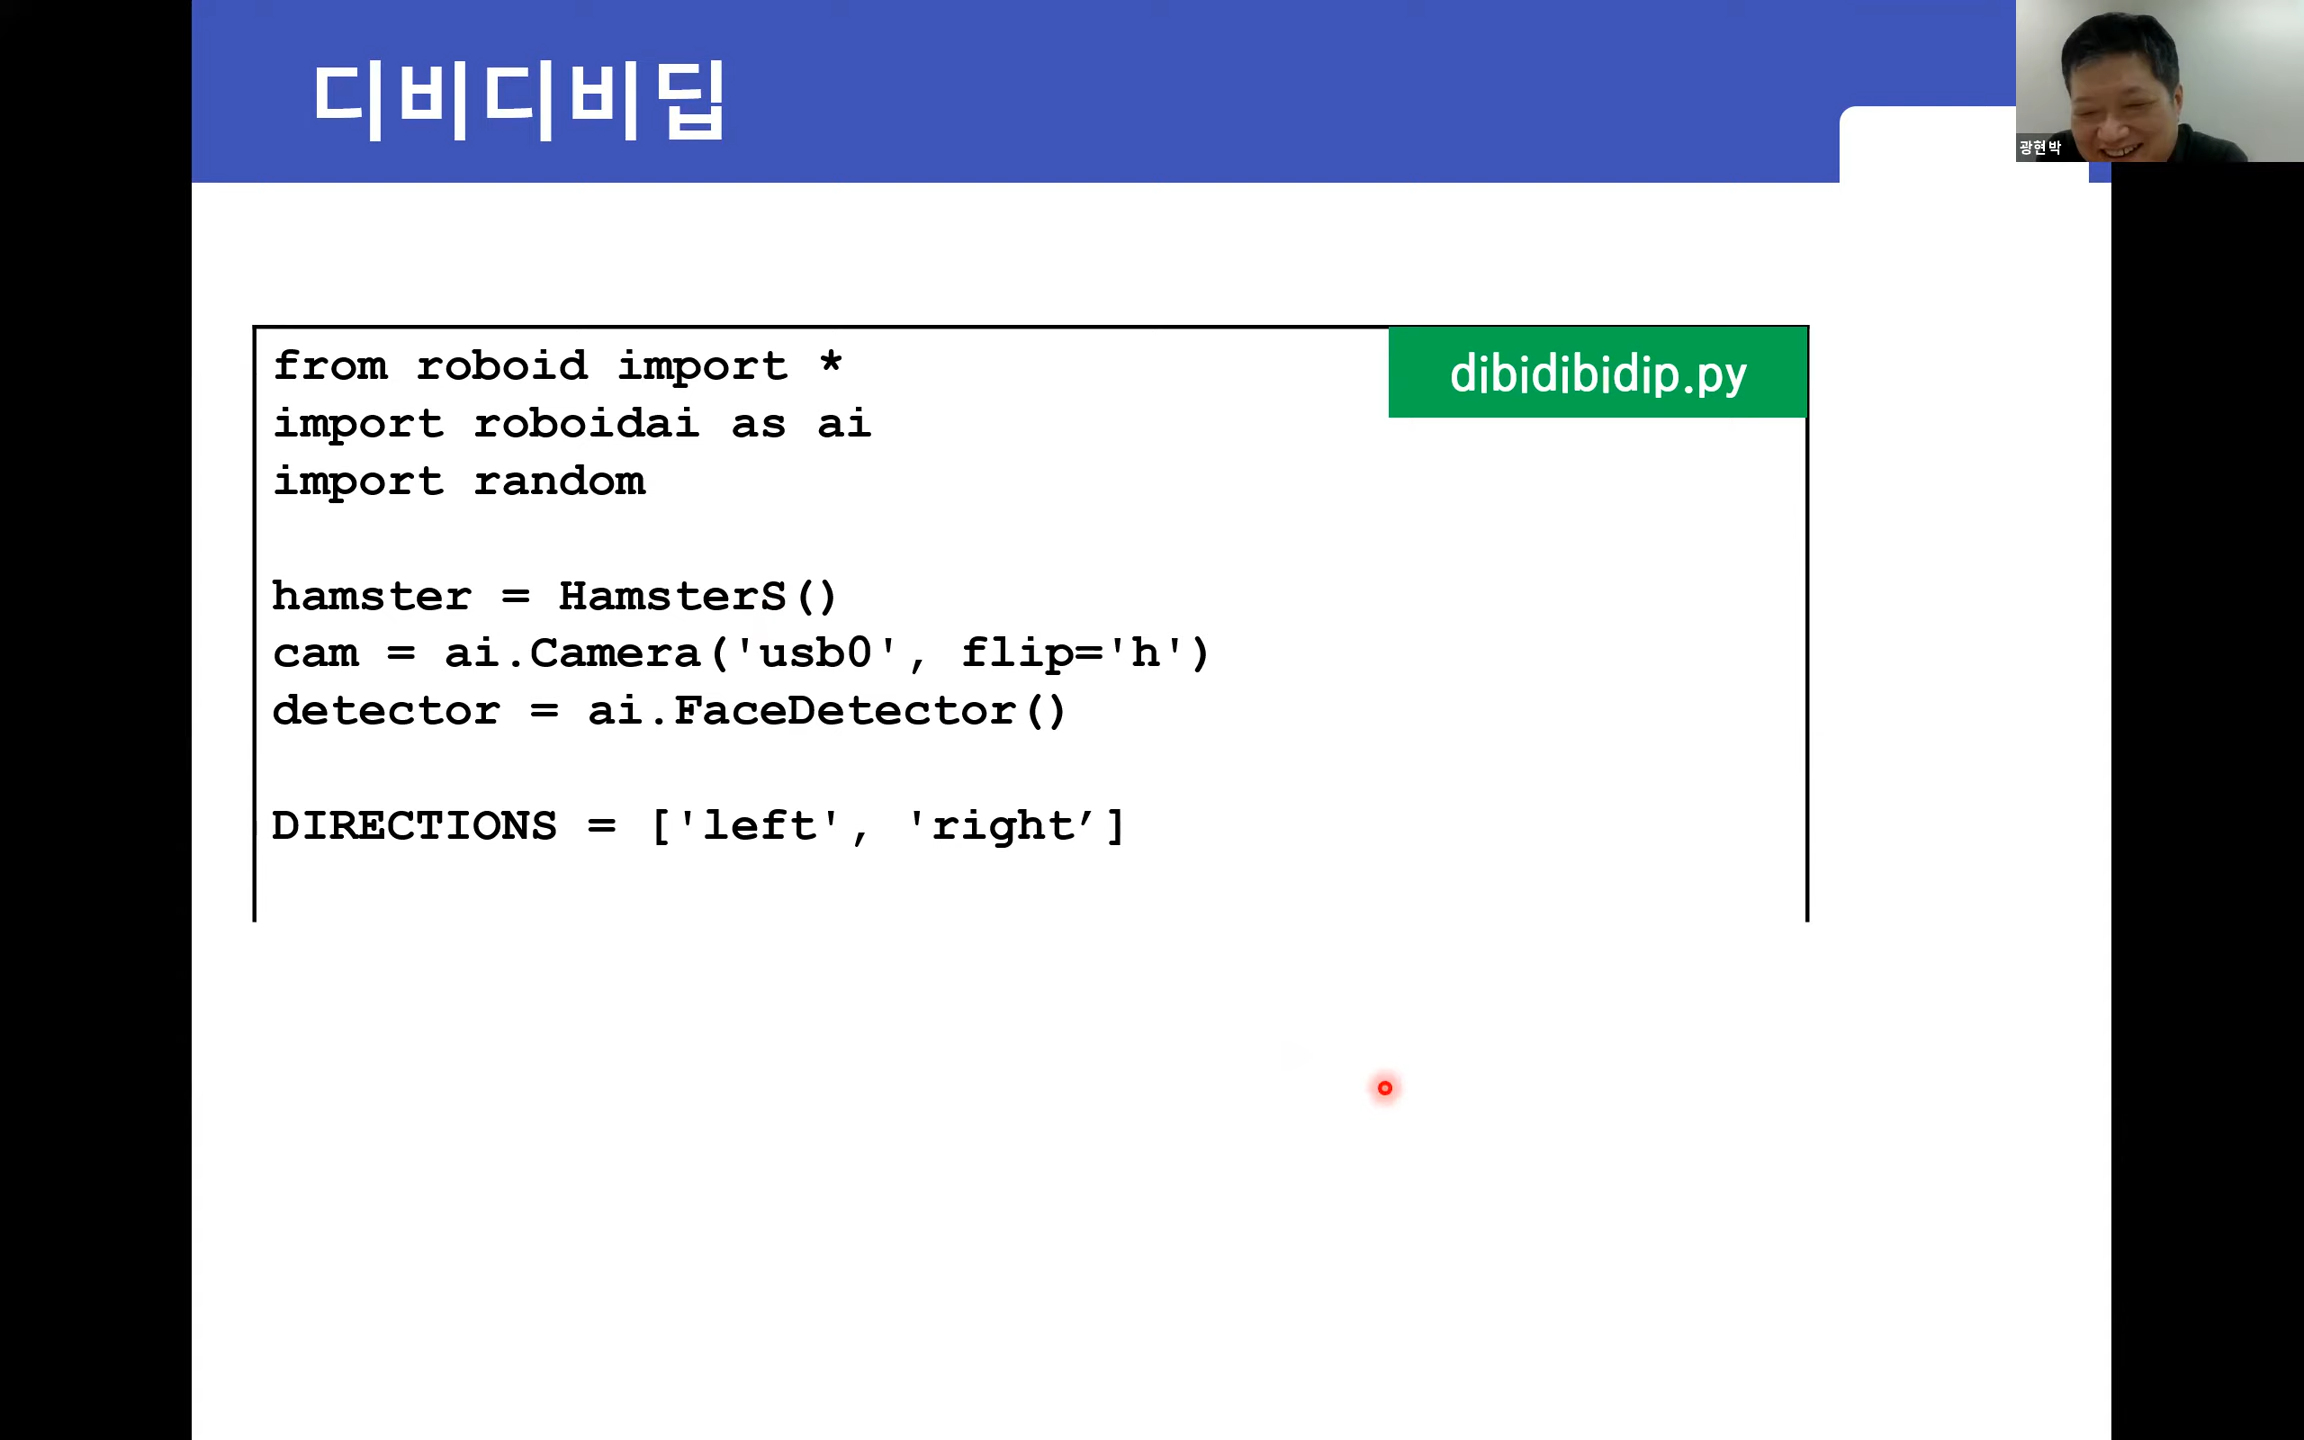 디비디비딥
광현박
dibidibidip.py
from roboid import *
import roboidai as ai
import random
hamster = HamsterS()
cam = ai.Camera('usb0', flip='h')
detector = ai.FaceDetector()
DIRECTIONS = ['left', 'right’]